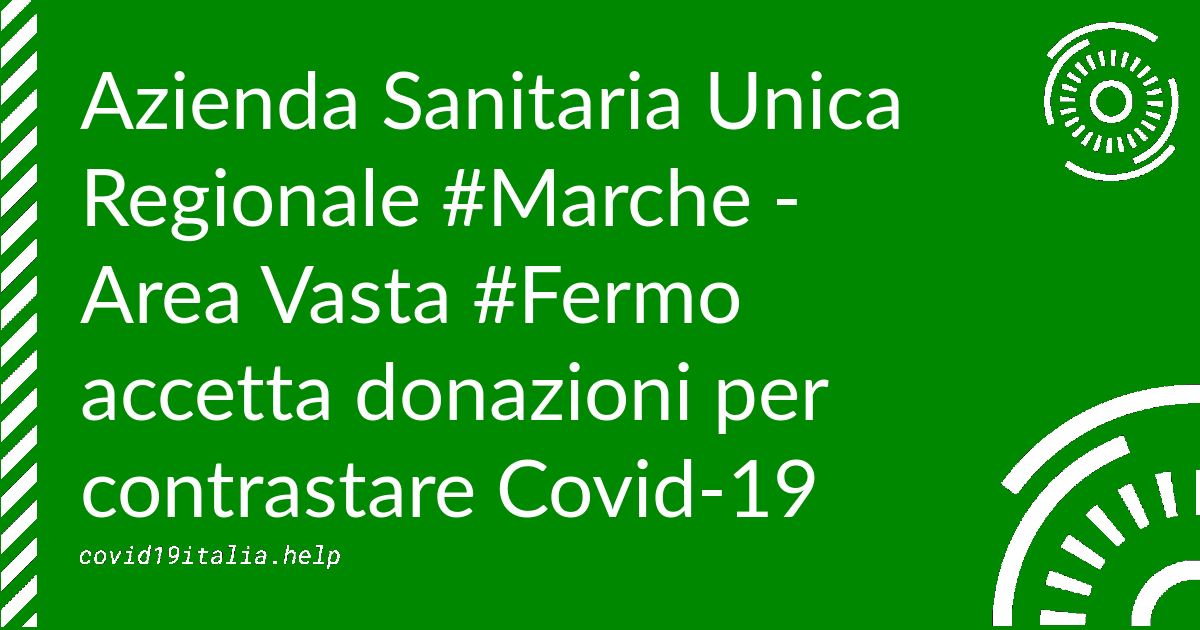 Azienda Sanitaria Unica
Regionale #Marche -
Area Vasta #Fermo
accetta donazioni per
contrastare Covid-19
covid19italia.help